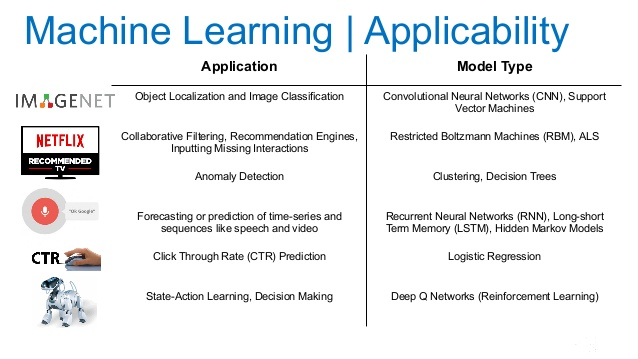 Machine Learning | Applicability
Application
Model Type
IMAGENET
Object Localization and Image Classification
Convolutional Neural Networks (CNN), Support
Vector Machines
NETFLIX
RECOMMENDED
TV
Collaborative Filtering, Recommendation Engines,
Inputting Missing Interactions
Restricted Boltzmann Machines (RBM), ALS
Anomaly Detection
Clustering, Decision Trees
"Ok Google"
Forecasting or prediction of time-series and
sequences like speech and video
Recurrent Neural Networks (RNN), Long-short
Term Memory (LSTM), Hidden Markov Models
CTR
Click Through Rate (CTR) Prediction
Logistic Regression
State-Action Learning, Decision Making
Deep Q Networks (Reinforcement Learning)